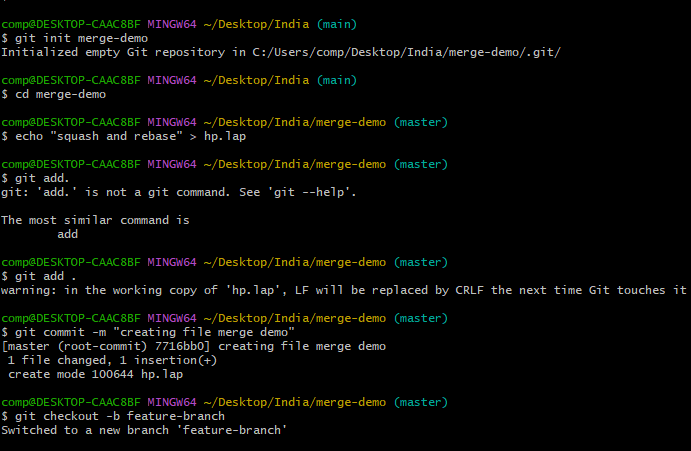 comp@DESKTOP-CAAC8BF MINGW64 ~/Desktop/India (main)
$ git init merge-demo
Initialized empty Git repository in C:/Users/comp/Desktop/India/merge-demo/.git/
comp@DESKTOP-CAAC8BF MINGW64 ~/Desktop/India (main)
$ cd merge-demo
comp@DESKTOP-CAAC8BF MINGW64 ~/Desktop/India/merge-demo (master)
$ echo "squash and rebase" > hp.lap
comp@DESKTOP-CAAC8BF MINGW64 ~/Desktop/India/merge-demo (master)
$ git add.
git: 'add.' is not a git command. See 'git --help'.
The most similar command is
        add
comp@DESKTOP-CAAC8BF MINGW64 ~/Desktop/India/merge-demo (master)
$ git add .
warning: in the working copy of 'hp.lap', LF will be replaced by CRLF the next time Git touches it
comp@DESKTOP-CAAC8BF MINGW64 ~/Desktop/India/merge-demo (master)
$ git commit -m "creating file merge demo"
[master (root-commit) 7716bb0] creating file merge demo
 1 file changed, 1 insertion(+)
 create mode 100644 hp.lap
comp@DESKTOP-CAAC8BF MINGW64 ~/Desktop/India/merge-demo (master)
$ git checkout -b feature-branch
Switched to a new branch 'feature-branch'